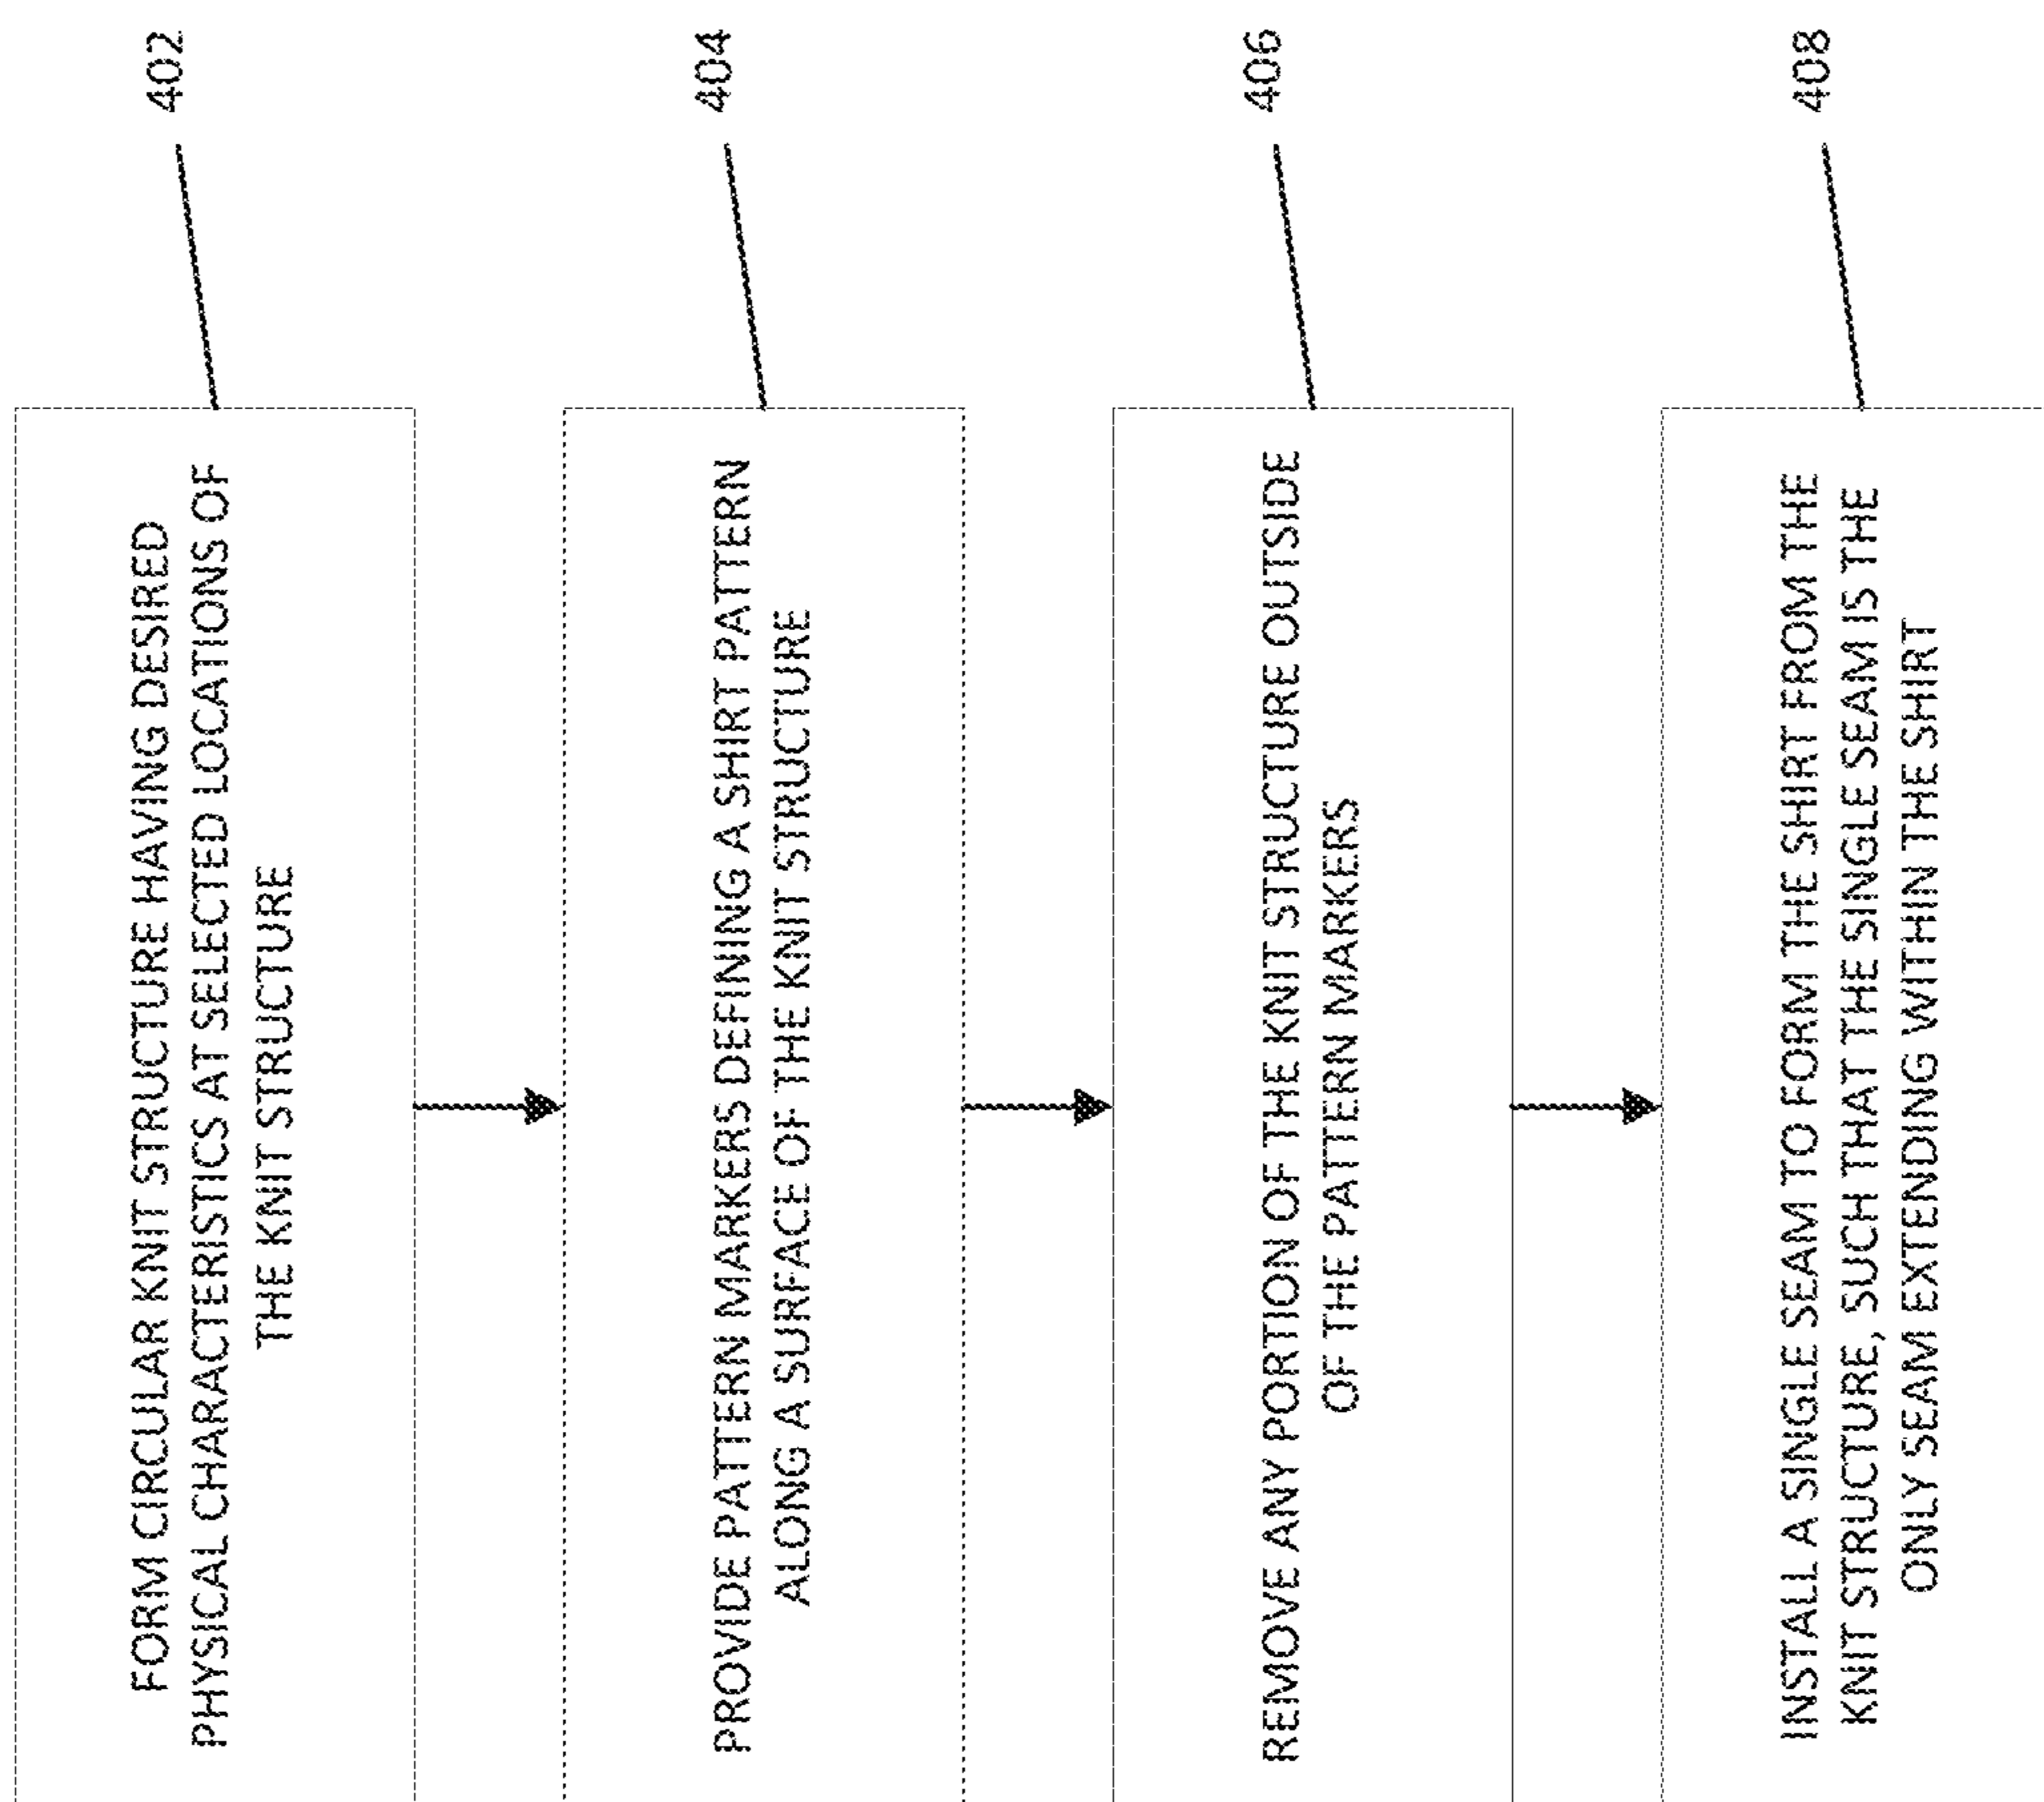 FORM CIRCULAR KNIT STRUCTURE HAVING DESIRED
PHYSICAL CHARACTERISTICS AT SELECTED LOCATIONS OF
THE KNIT STRUCTURE
402
PROVIDE PATTERN MARKERS DEFINING A SHIRT PATTERN
ALONG A SURFACE OF THE KNIT STRUCTURE
404
REMOVE ANY PORTION OF THE KNIT STRUCTURE OUTSIDE
OF THE PATTERN MARKERS
406
INSTALL A SINGLE SEAM TO FORM THE SHIRT FROM THE
KNIT STRUCTURE, SUCH THAT THE SINGLE SEAM IS THE
ONLY SEAM EXTENDING WITHIN THE SHIRT
408